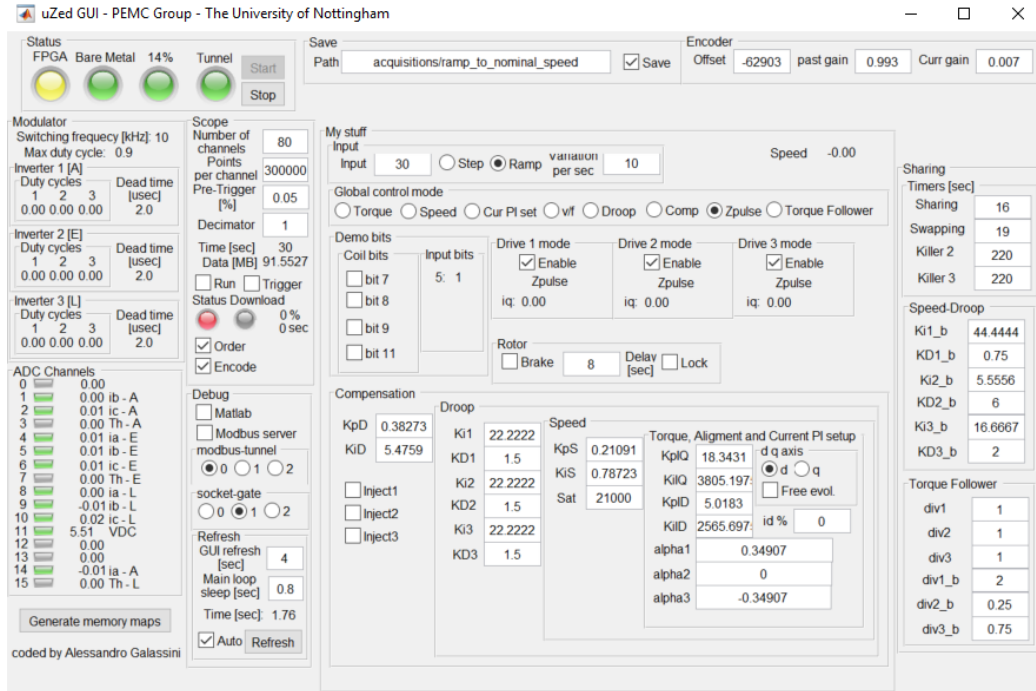 uZed GUI - PEMC Group - The University of Nottingham
Status
FPGA Bare Metal 14% Tunnel
Start
Stop
Save
Path acquisitions/ramp_to_nominal_speed Save
Encoder
Offset -62903 past gain 0.993 Curr gain 0.007
Modulator
Switching frequecy [kHz]: 10
Max duty cycle: 0.9
Inverter 1 [A]
Duty cycles Dead time
1 2 3 [usec]
0.00 0.00 0.00 2.0
Inverter 2 [E]
Duty cycles Dead time
1 2 3 [usec]
0.00 0.00 0.00 2.0
Inverter 3 [L]
Duty cycles Dead time
1 2 3 [usec]
0.00 0.00 0.00 2.0
ADC Channels
0 0.00
1 0.00 ib - A
2 0.01 ic - A
3 0.00 Th - A
4 0.01 ia - E
5 0.01 ib - E
6 0.01 ic - E
7 0.00 Th - E
8 0.00 ia - L
9 -0.01 ib - L
10 0.02 ic - L
11 5.51 VDC
12 0.00
13 0.00
14 -0.01 ia - A
15 0.00 Th - L
Generate memory maps
coded by Alessandro Galassini
Scope
Number of
channels 80
Points
per channel 300000
Pre-Trigger
[%] 0.05
Decimator 1
Time [sec] 30
Data [MB] 91.5527
Run Trigger
Status Download
0 %
0 sec
Order
Encode
Debug
Matlab
Modbus server
modbus-tunnel
0 1 2
socket-gate
0 1 2
Refresh
GUI refresh
[sec] 4
Main loop
sleep [sec] 0.8
Time [sec]: 1.76
Auto Refresh
My stuff
Input
Input 30 Step Ramp variation
per sec 10
Speed -0.00
Global control mode
Torque Speed Cur PI set v/f Droop Comp Zpulse Torque Follower
Demo bits
Coil bits
bit 7
bit 8
bit 9
bit 11
Input bits
5: 1
Drive 1 mode
Enable
Zpulse
iq: 0.00
Drive 2 mode
Enable
Zpulse
iq: 0.00
Drive 3 mode
Enable
Zpulse
iq: 0.00
Rotor
Brake 8 Delay
[sec] Lock
Compensation
KpD 0.38273
KiD 5.4759
Inject1
Inject2
Inject3
Droop
Ki1 22.2222
KD1 1.5
Ki2 22.2222
KD2 1.5
Ki3 22.2222
KD3 1.5
Speed
KpS 0.21091
KiS 0.78723
Sat 21000
Torque, Aligment and Current PI setup
KpIQ 18.3431
KiIQ 3805.197
KpID 5.0183
KiID 2565.697
d q axis
d q
Free evol.
id % 0
alpha1 0.34907
alpha2 0
alpha3 -0.34907
Sharing
Timers [sec]
Sharing 16
Swapping 19
Killer 2 220
Killer 3 220
Speed-Droop
Ki1_b 44.4444
KD1_b 0.75
Ki2_b 5.5556
KD2_b 6
Ki3_b 16.6667
KD3_b 2
Torque Follower
div1 1
div2 1
div3 1
div1_b 2
div2_b 0.25
div3_b 0.75